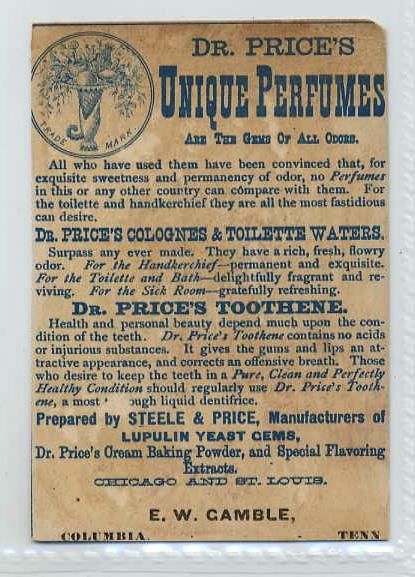 DR. PRICE'S
UNIQUE PERFUMES
TRADE MARK
ARE THE GEMS OF ALL ODORS.
All who have used them have been convinced that, for
exquisite sweetness and permanency of odor, no Perfumes
in this or any other country can compare with them. For
the toilette and handkerchief they are all the most fastidious
can desire.
DR. PRICE'S COLOGNES & TOILETTE WATERS.
Surpass any ever made. They have a rich, fresh, flowry
odor. For the Handkerchief—permanent and exquisite.
For the Toilette and Bath—delightfully fragrant and re-
viving. For the Sick Room—gratefully refreshing.
DR. PRICE'S TOOTHENE.
Health and personal beauty depend much upon the con-
dition of the teeth. Dr. Price's Toothene contains no acids
or injurious substances. It gives the gums and lips an at-
tractive appearance, and corrects an offensive breath. Those
who desire to keep the teeth in a Pure, Clean and Perfectly
Healthy Condition should regularly use Dr. Price's Tooth-
ene, a most ough liquid dentifrice.
Prepared by STEELE & PRICE, Manufacturers of
LUPULIN YEAST GEMS,
Dr. Price's Cream Baking Powder, and Special Flavoring
Extracts.
CHICAGO AND ST. LOUIS.
E. W. GAMBLE,
COLUMBIA. TENN